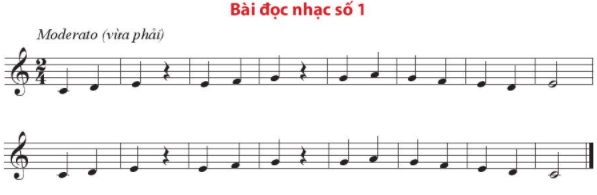 Bài đọc nhạc số 1
Moderato (vừa phải)
2
4